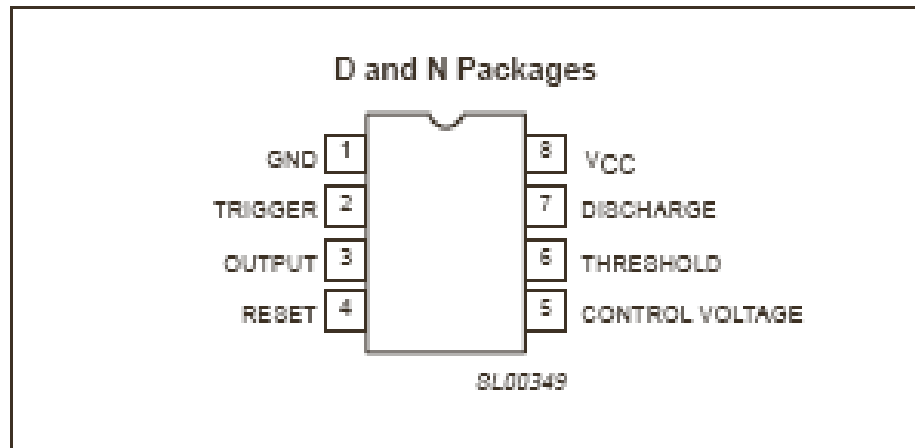 D and N Packages
GND 1 8 VCC
TRIGGER 2 7 DISCHARGE
OUTPUT 3 6 THRESHOLD
RESET 4 5 CONTROL VOLTAGE
SL00349